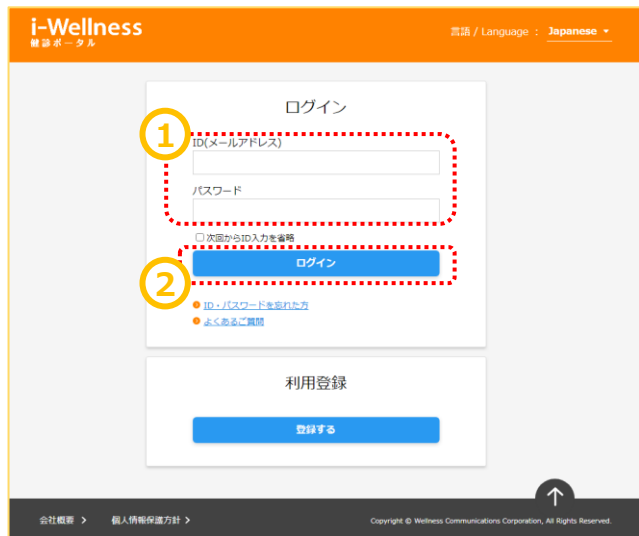 i-Wellness
健診ポータル
言語 / Language : Japanese
ログイン
1
ID(メールアドレス)
パスワード
次回からID入力を省略
ログイン
2
ID・パスワードを忘れた方
よくあるご質問
利用登録
登録する
会社概要
個人情報保護方針
Copyright © Wellness Communications Corporation, All Rights Reserved.